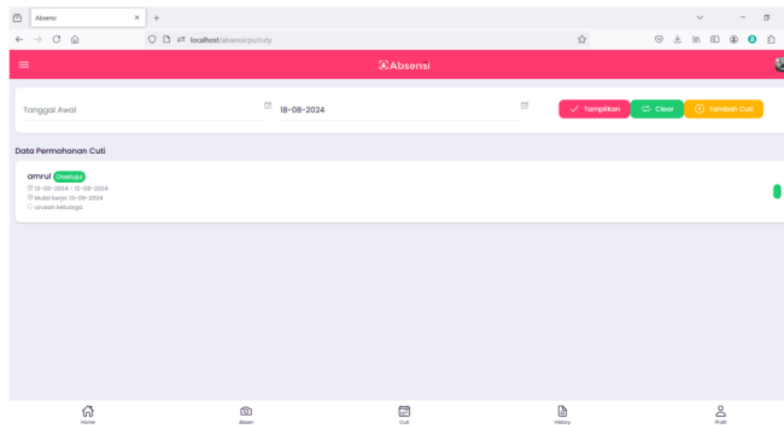 Absensi
localhost/absensicps/cuty
Absensi
Tanggal Awal
18-08-2024
Tampilkan
Clear
Tambah Cuti
Data Permohonan Cuti
amrul Disetujui
12-08-2024 - 12-08-2024
Mulai kerja: 13-08-2024
urusan keluarga
Home
Absen
Cuti
History
Profil